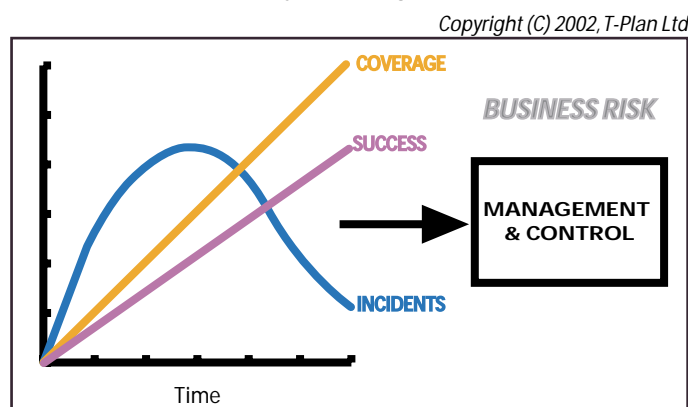 Copyright (C) 2002, T-Plan Ltd
COVERAGE
BUSINESS RISK
SUCCESS
MANAGEMENT
& CONTROL
INCIDENTS
Time